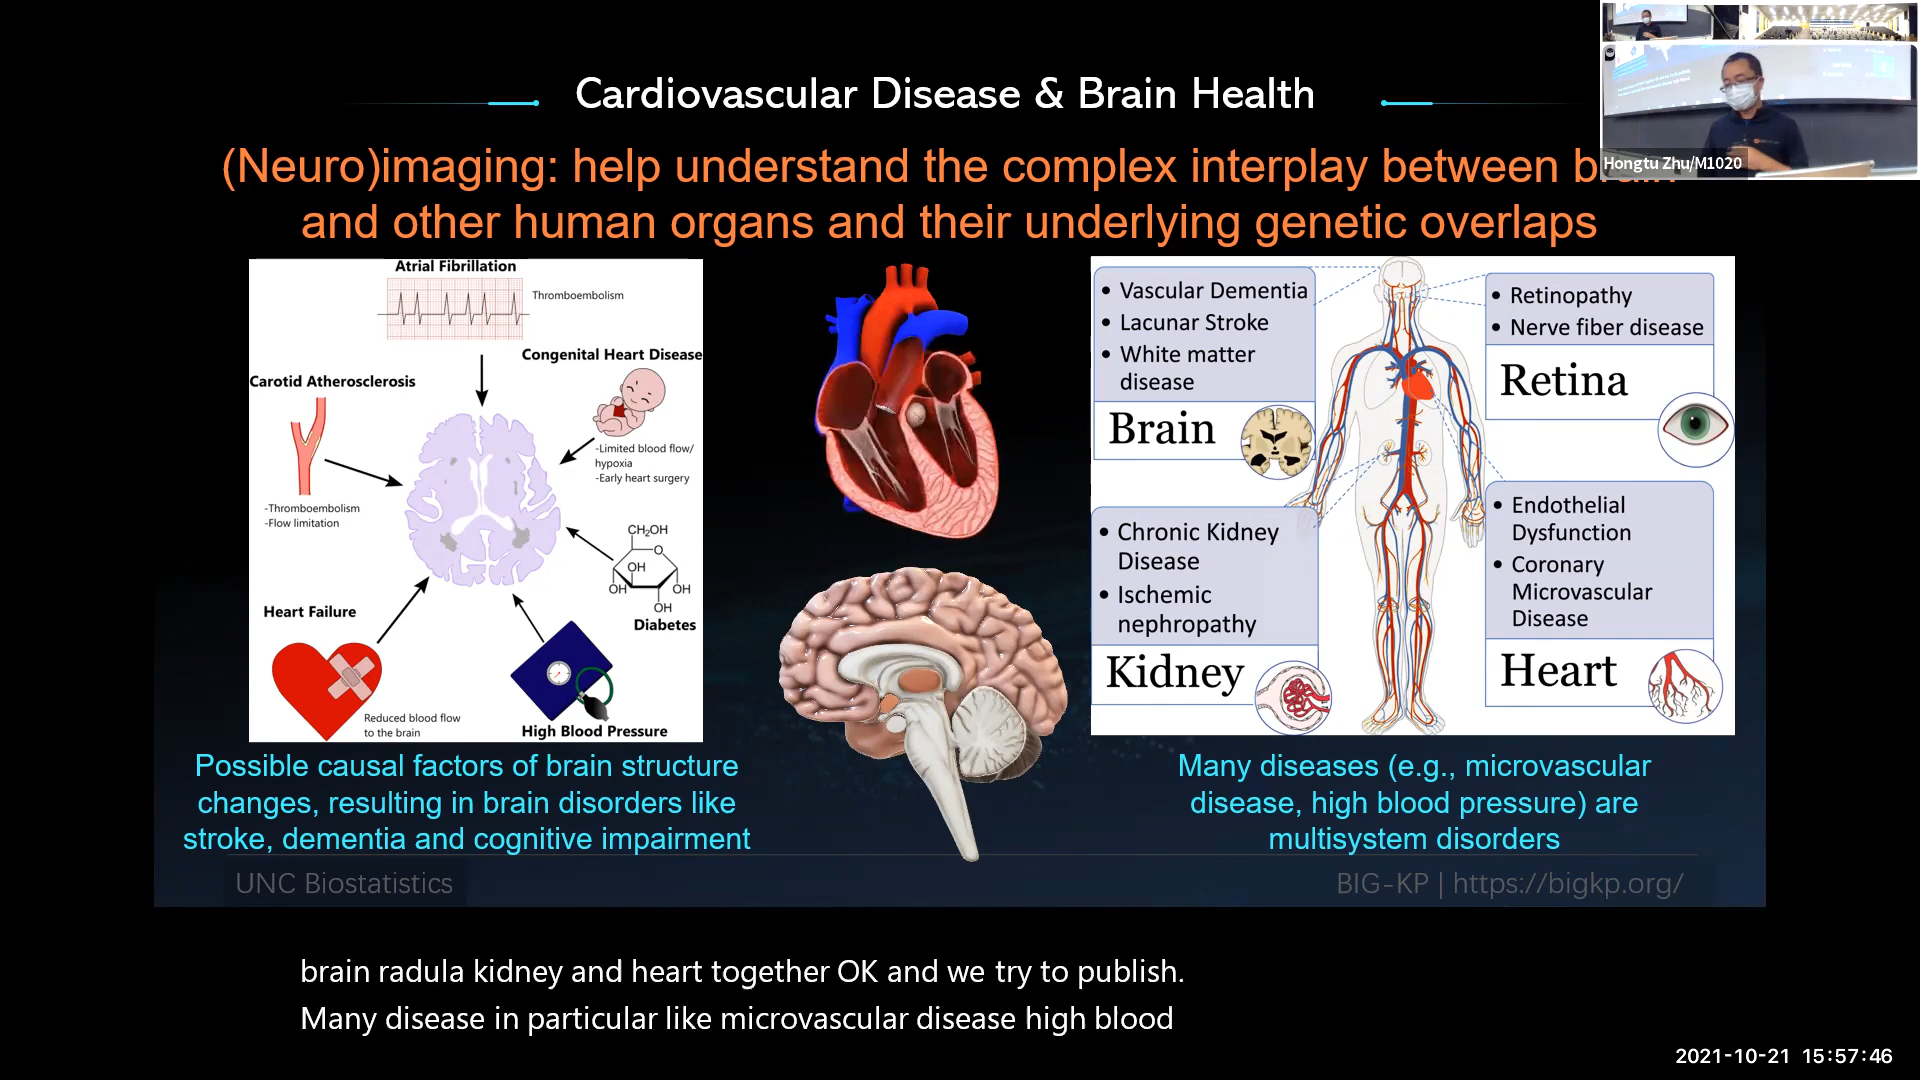 Cardiovascular Disease & Brain Health
(Neuro)imaging: help understand the complex interplay between brain
and other human organs and their underlying genetic overlaps
Hongtu Zhu/M1020
Atrial Fibrillation
Thromboembolism
Congenital Heart Disease
-Limited blood flow/
hypoxia
-Early heart surgery
Carotid Atherosclerosis
-Thromboembolism
-Flow limitation
CH₂OH
O
OH
OH
OH
OH
Diabetes
Heart Failure
Reduced blood flow
to the brain
High Blood Pressure
• Vascular Dementia
• Lacunar Stroke
• White matter
disease
Brain
• Retinopathy
• Nerve fiber disease
Retina
• Chronic Kidney
Disease
• Ischemic
nephropathy
Kidney
• Endothelial
Dysfunction
• Coronary
Microvascular
Disease
Heart
Possible causal factors of brain structure
changes, resulting in brain disorders like
stroke, dementia and cognitive impairment
Many diseases (e.g., microvascular
disease, high blood pressure) are
multisystem disorders
UNC Biostatistics
BIG-KP | https://bigkp.org/
brain radula kidney and heart together OK and we try to publish.
Many disease in particular like microvascular disease high blood
2021-10-21 15:57:46